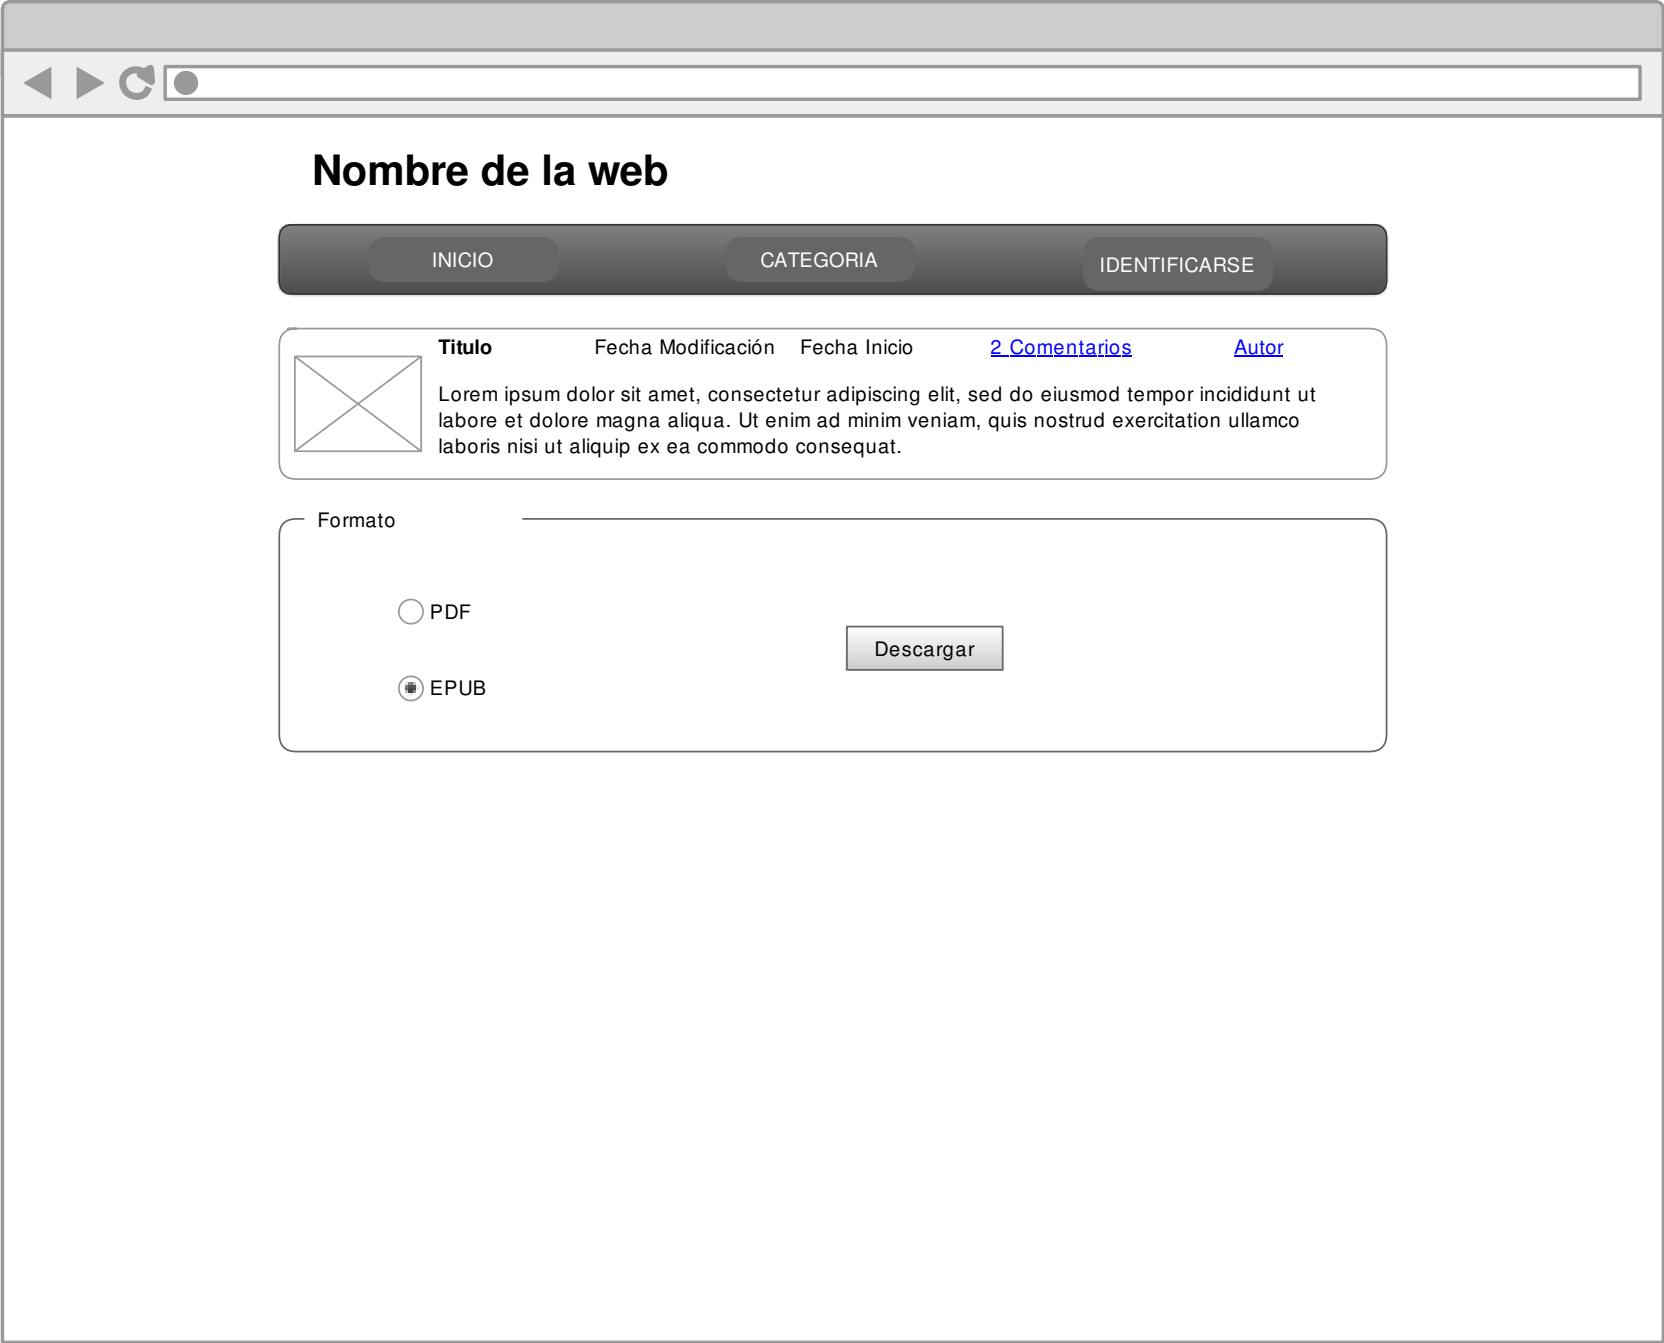 Nombre de la web
INICIO CATEGORIA IDENTIFICARSE
Titulo Fecha Modificación Fecha Inicio 2 Comentarios Autor
Lorem ipsum dolor sit amet, consectetur adipiscing elit, sed do eiusmod tempor incididunt ut
labore et dolore magna aliqua. Ut enim ad minim veniam, quis nostrud exercitation ullamco
laboris nisi ut aliquip ex ea commodo consequat.
Formato
PDF
Descargar
EPUB